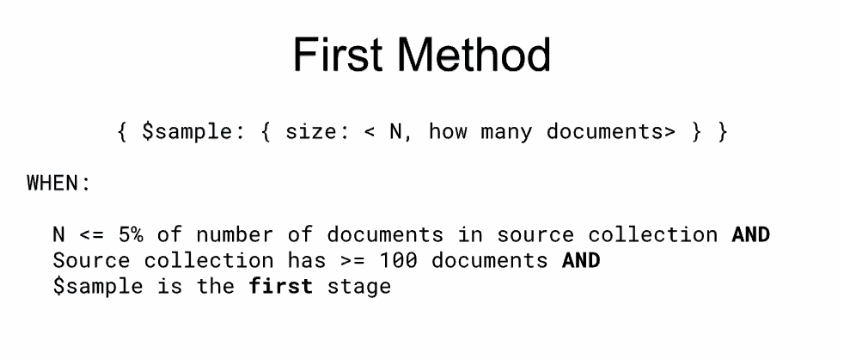 First Method
{ $sample: { size: < N, how many documents> } }
WHEN:
N <= 5% of number of documents in source collection AND
Source collection has >= 100 documents AND
$sample is the first stage